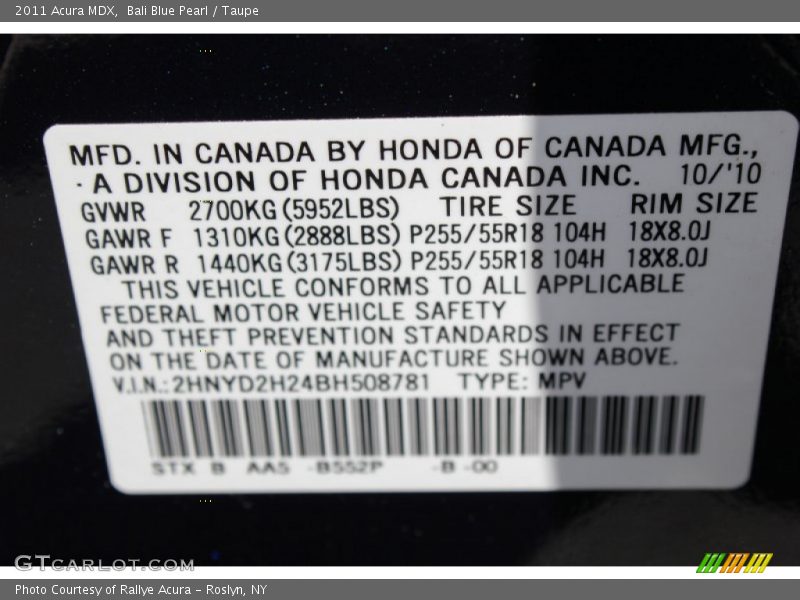 2011 Acura MDX, Bali Blue Pearl / Taupe
MFD. IN CANADA BY HONDA OF CANADA MFG.,
A DIVISION OF HONDA CANADA INC. 10/'10
GVWR 2700KG(5952LBS) TIRE SIZE RIM SIZE
GAWR F 1310KG(2888LBS) P255/55R18 104H 18X8.0J
GAWR R 1440KG(3175LBS) P255/55R18 104H 18X8.0J
THIS VEHICLE CONFORMS TO ALL APPLICABLE
FEDERAL MOTOR VEHICLE SAFETY
AND THEFT PREVENTION STANDARDS IN EFFECT
ON THE DATE OF MANUFACTURE SHOWN ABOVE.
V.I.N.: 2HNYD2H24BH508781 TYPE: MPV
STX B AA5 -B552P -B -00
GTCARLOT.COM
Photo Courtesy of Rallye Acura – Roslyn, NY